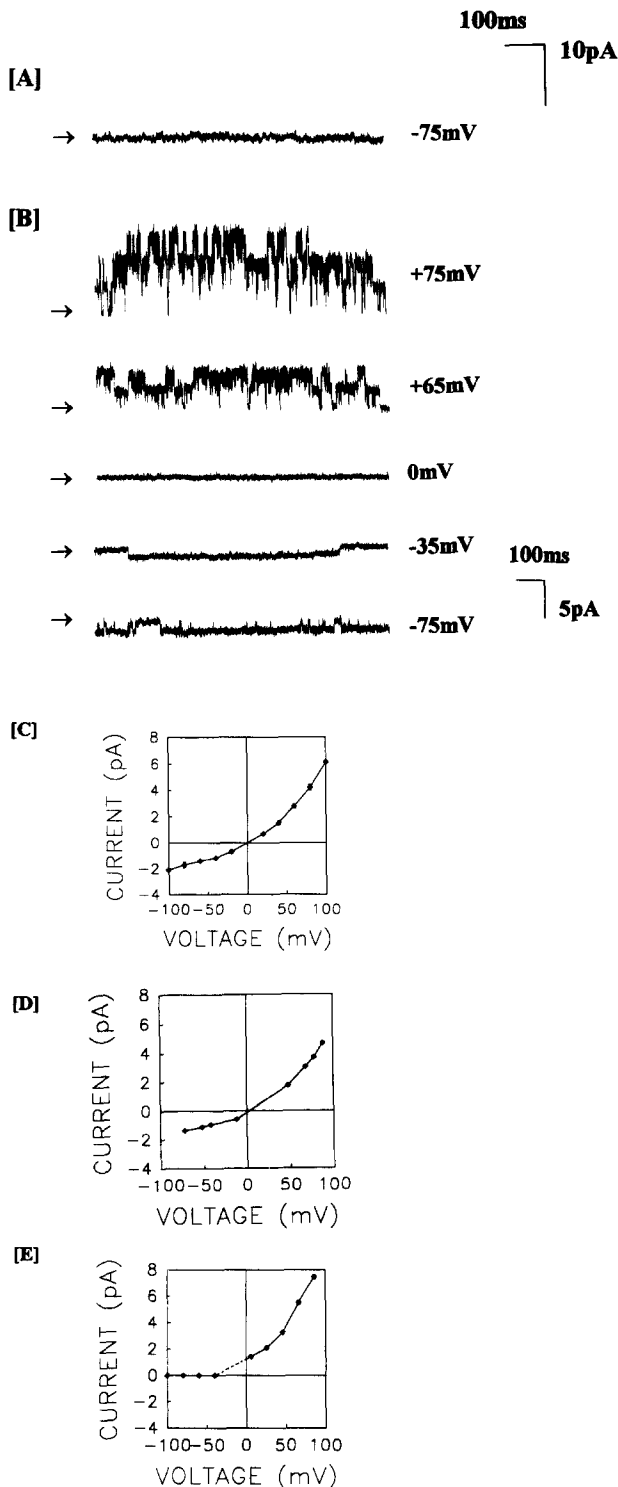 100ms
10pA
[A]
→ -75mV
[B]
→ +75mV
→ +65mV
→ 0mV
→ -35mV
100ms
5pA
→ -75mV
[C]
CURRENT (pA)
8
6
4
2
0
-2
-4
-100-50 0 50 100
VOLTAGE (mV)
[D]
CURRENT (pA)
8
6
4
2
0
-2
-4
-100-50 0 50 100
VOLTAGE (mV)
[E]
CURRENT (pA)
8
6
4
2
0
-2
-4
-100-50 0 50 100
VOLTAGE (mV)